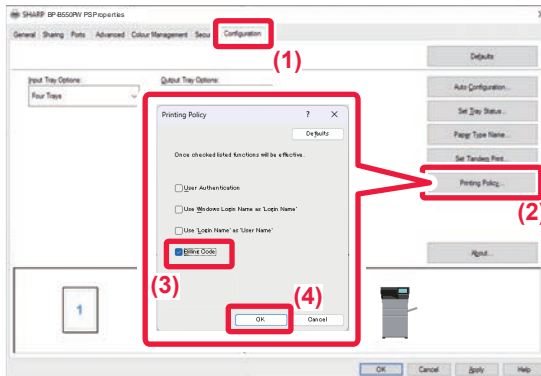 SHARP BP-B550PW PS Properties
General Sharing Ports Advanced Colour Management Secu Configuration
(1)
Defaults
Input Tray Options:
Output Tray Options:
Four Trays
Auto Configuration...
Set Tray Status...
Paper Type Name...
Set Tandem Print...
Printing Policy...
(2)
About...
Printing Policy ? X
Defaults
Once checked listed functions will be effective.
User Authentication
Use Windows Login Name as 'Login Name'
Use 'Login Name' as 'User Name'
Billing Code
(3)
(4)
OK Cancel
1
OK Cancel Apply Help